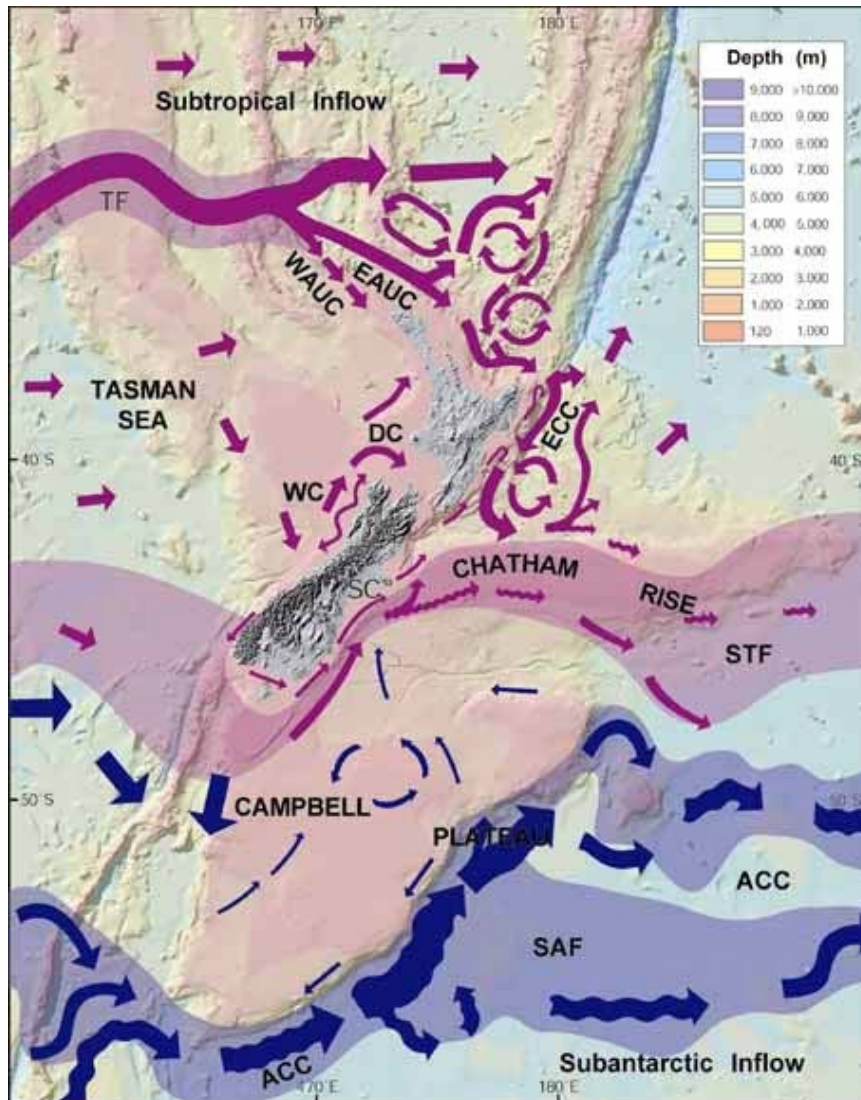 170°E
180°E
Subtropical Inflow
Depth (m)
9,000 >10,000
8,000 9,000
7,000 8,000
6,000 7,000
5,000 6,000
4,000 5,000
3,000 4,000
2,000 3,000
1,000 2,000
120 1,000
TF
WAUC
EAUC
TASMAN
SEA
DC
ECC
40°S
40°S
WC
CHATHAM
SC
RISE
STF
50°S
50°S
CAMPBELL
PLATEAU
ACC
SAF
ACC
Subantarctic Inflow
170°E
180°E